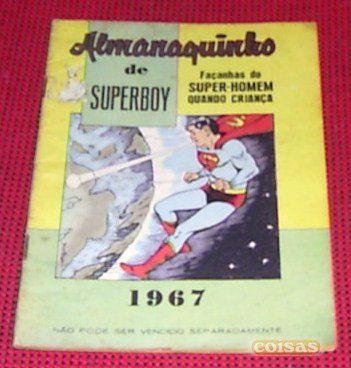 Almanaquinho
de
SUPERBOY
Façanhas do
SUPER-HOMEM
QUANDO CRIANÇA
1967
NÃO PODE SER VENDIDO SEPARADAMENTE
coisas